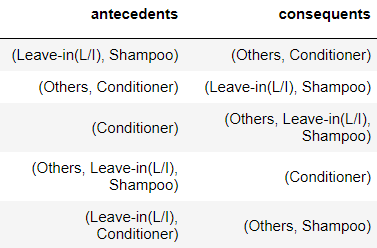 antecedents consequents
(Leave-in(L/I), Shampoo) (Others, Conditioner)
(Others, Conditioner) (Leave-in(L/I), Shampoo)
(Conditioner) (Others, Leave-in(L/I),
Shampoo)
(Others, Leave-in(L/I),
Shampoo) (Conditioner)
(Leave-in(L/I),
Conditioner) (Others, Shampoo)